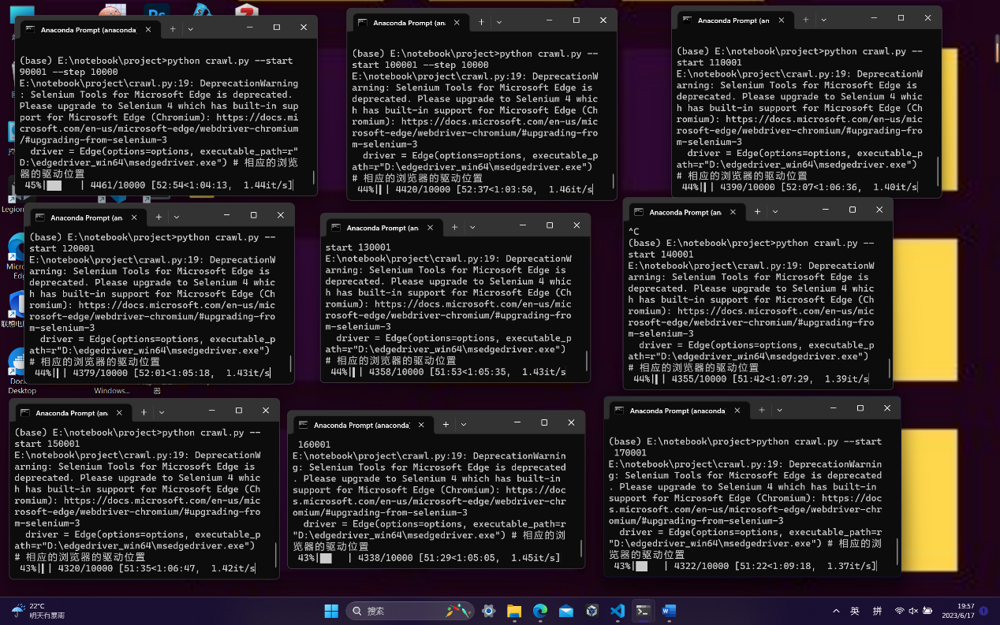 Anaconda Prompt (anaconda
(base) E:\notebook\project>python crawl.py --start
90001 --step 10000
E:\notebook\project\crawl.py:19: DeprecationWarning
: Selenium Tools for Microsoft Edge is deprecated.
Please upgrade to Selenium 4 which has built-in sup
port for Microsoft Edge (Chromium): https://docs.mi
crosoft.com/en-us/microsoft-edge/webdriver-chromium
/#upgrading-from-selenium-3
driver = Edge(options=options, executable_path=r"
D:\edgedriver_win64\msedgedriver.exe") # 相应的浏览
器的驱动位置
45%| | 4461/10000 [52:54<1:04:13, 1.44it/s]
Anaconda Prompt (an
(base) E:\notebook\project>python crawl.py --
start 100001 --step 10000
E:\notebook\project\crawl.py:19: DeprecationW
arning: Selenium Tools for Microsoft Edge is
deprecated. Please upgrade to Selenium 4 whic
h has built-in support for Microsoft Edge (Ch
romium): https://docs.microsoft.com/en-us/mic
rosoft-edge/webdriver-chromium/#upgrading-fro
m-selenium-3
driver = Edge(options=options, executable_p
ath=r"D:\edgedriver_win64\msedgedriver.exe")
# 相应的浏览器的驱动位置
44%| | 4420/10000 [52:37<1:03:50, 1.46it/s
Anaconda Prompt (an
(base) E:\notebook\project>python crawl.py --
start 110001
E:\notebook\project\crawl.py:19: DeprecationW
arning: Selenium Tools for Microsoft Edge is
deprecated. Please upgrade to Selenium 4 whic
h has built-in support for Microsoft Edge (Ch
romium): https://docs.microsoft.com/en-us/mic
rosoft-edge/webdriver-chromium/#upgrading-fro
m-selenium-3
driver = Edge(options=options, executable_p
ath=r"D:\edgedriver_win64\msedgedriver.exe")
# 相应的浏览器的驱动位置
44%| | 4390/10000 [52:07<1:06:36, 1.40it/s
Legion
Anaconda Prompt (an
(base) E:\notebook\project>python crawl.py --
start 120001
E:\notebook\project\crawl.py:19: DeprecationW
arning: Selenium Tools for Microsoft Edge is
deprecated. Please upgrade to Selenium 4 whic
h has built-in support for Microsoft Edge (Ch
romium): https://docs.microsoft.com/en-us/mic
rosoft-edge/webdriver-chromium/#upgrading-fro
m-selenium-3
driver = Edge(options=options, executable_p
ath=r"D:\edgedriver_win64\msedgedriver.exe")
# 相应的浏览器的驱动位置
44%| | 4379/10000 [52:01<1:05:18, 1.43it/s
Anaconda Prompt (an
start 130001
E:\notebook\project\crawl.py:19: DeprecationW
arning: Selenium Tools for Microsoft Edge is
deprecated. Please upgrade to Selenium 4 whic
h has built-in support for Microsoft Edge (Ch
romium): https://docs.microsoft.com/en-us/mic
rosoft-edge/webdriver-chromium/#upgrading-fro
m-selenium-3
driver = Edge(options=options, executable_p
ath=r"D:\edgedriver_win64\msedgedriver.exe")
# 相应的浏览器的驱动位置
44%| | 4358/10000 [51:53<1:05:35, 1.43it/s
Anaconda Prompt (an
^C
(base) E:\notebook\project>python crawl.py --
start 140001
E:\notebook\project\crawl.py:19: DeprecationW
arning: Selenium Tools for Microsoft Edge is
deprecated. Please upgrade to Selenium 4 whic
h has built-in support for Microsoft Edge (Ch
romium): https://docs.microsoft.com/en-us/mic
rosoft-edge/webdriver-chromium/#upgrading-fro
m-selenium-3
driver = Edge(options=options, executable_p
ath=r"D:\edgedriver_win64\msedgedriver.exe")
# 相应的浏览器的驱动位置
44%| | 4355/10000 [51:42<1:07:29, 1.39it/s
Desktop
Windows...
器
Anaconda Prompt (an
(base) E:\notebook\project>python crawl.py --
start 150001
E:\notebook\project\crawl.py:19: DeprecationW
arning: Selenium Tools for Microsoft Edge is
deprecated. Please upgrade to Selenium 4 whic
h has built-in support for Microsoft Edge (Ch
romium): https://docs.microsoft.com/en-us/mic
rosoft-edge/webdriver-chromium/#upgrading-fro
m-selenium-3
driver = Edge(options=options, executable_p
ath=r"D:\edgedriver_win64\msedgedriver.exe")
# 相应的浏览器的驱动位置
43%| | 4320/10000 [51:35<1:06:47, 1.42it/s
Anaconda Prompt (anaconda
160001
E:\notebook\project\crawl.py:19: DeprecationWarnin
g: Selenium Tools for Microsoft Edge is deprecated
. Please upgrade to Selenium 4 which has built-in
support for Microsoft Edge (Chromium): https://doc
s.microsoft.com/en-us/microsoft-edge/webdriver-chr
omium/#upgrading-from-selenium-3
driver = Edge(options=options, executable_path=r
"D:\edgedriver_win64\msedgedriver.exe") # 相应的浏
览器的驱动位置
43%| | 4338/10000 [51:29<1:05:05, 1.45it/s]
Anaconda Prompt (anaconda
(base) E:\notebook\project>python crawl.py --start
170001
E:\notebook\project\crawl.py:19: DeprecationWarnin
g: Selenium Tools for Microsoft Edge is deprecated
. Please upgrade to Selenium 4 which has built-in
support for Microsoft Edge (Chromium): https://doc
s.microsoft.com/en-us/microsoft-edge/webdriver-chr
omium/#upgrading-from-selenium-3
driver = Edge(options=options, executable_path=r
"D:\edgedriver_win64\msedgedriver.exe") # 相应的浏
览器的驱动位置
43%| | 4322/10000 [51:22<1:09:18, 1.37it/s]
22°C
明天有暴雨
搜索
英
拼
19:57
2023/6/17
1